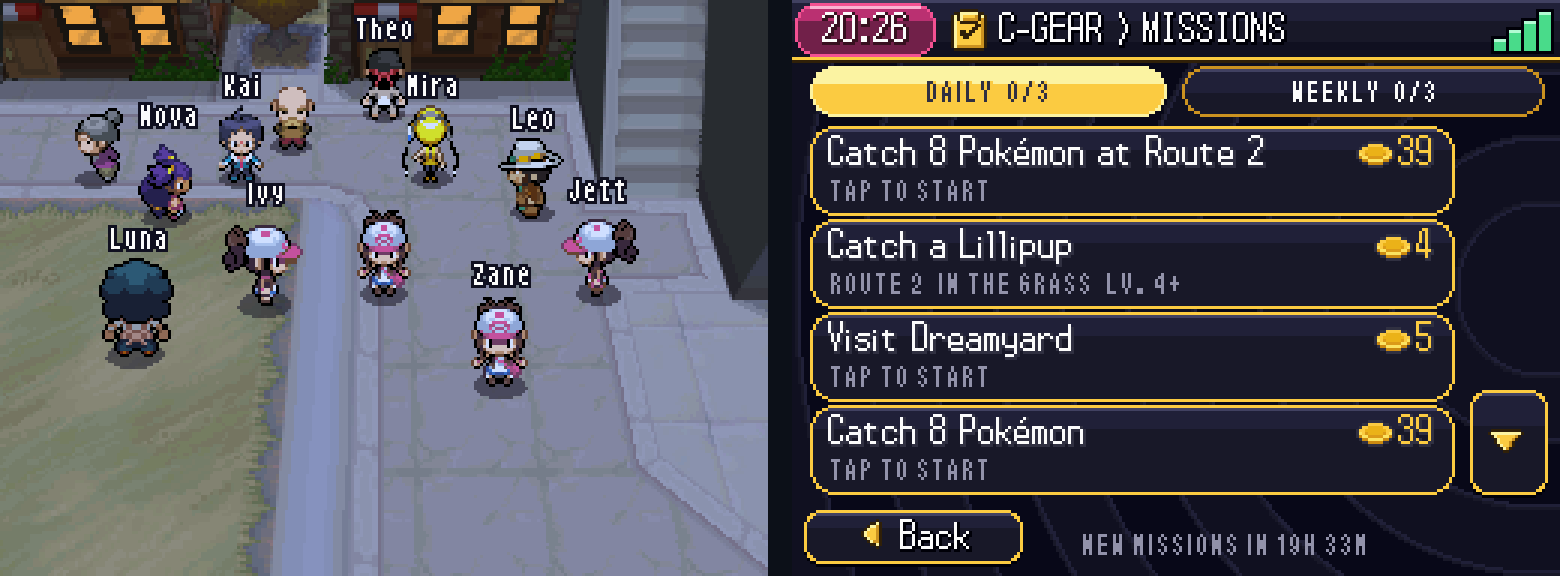 Theo
Kai
Mira
Nova
Leo
Ivy
Jett
Luna
Zane
20:26
C-GEAR > MISSIONS
DAILY 0/3
WEEKLY 0/3
Catch 8 Pokémon at Route 2
39
TAP TO START
Catch a Lillipup
4
ROUTE 2 IN THE GRASS LV. 4+
Visit Dreamyard
5
TAP TO START
Catch 8 Pokémon
39
TAP TO START
Back
NEW MISSIONS IN 19H 33M